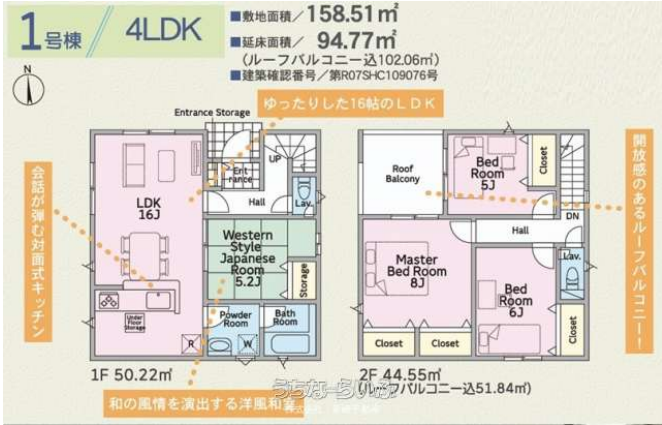 1号棟 / 4LDK
■敷地面積／158.51㎡
■延床面積／ 94.77㎡
(ルーフバルコニー込102.06㎡)
■建築確認番号／第R07SHC109076号
N
ゆったりした16帖のLDK
会話が弾む対面式キッチン
開放感のあるルーフバルコニー！
Entrance Storage
Ent
rance
UP
Hall
Lav.
LDK
16J
Western
Style
Japanese
Room
5.2J
Storage
Under
Floor
Storage
R
Powder
Room
W
Bath
Room
1F 50.22㎡
和の風情を演出する洋風和室
Roof
Balcony
Bed
Room
5J
Closet
DN
Hall
Lav.
Master
Bed Room
8J
Bed
Room
6J
Closet
Closet
Closet
2F 44.55㎡
(ルーフバルコニー込51.84㎡)
うちなーらいふ